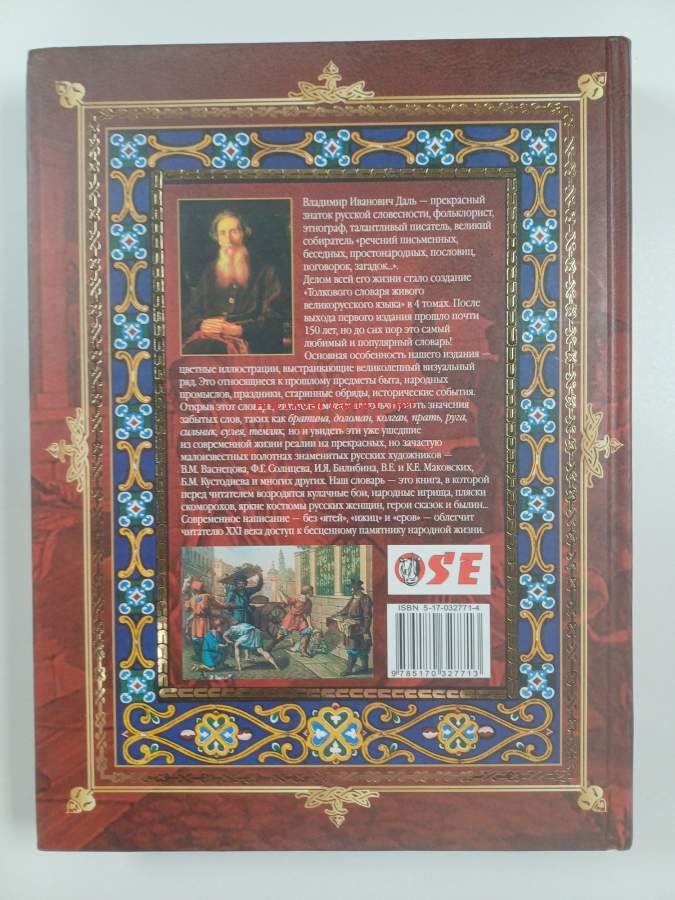 Владимир Иванович Даль — прекрасный
знаток русской словесности, фольклорист,
этнограф, талантливый писатель, великий
собиратель «речений письменных,
беседных, простонародных, пословиц,
поговорок, загадок..».
Делом всей его жизни стало создание
«Толкового словаря живого
великорусского языка» в 4 томах. После
выхода первого издания прошло почти
150 лет, но до сих пор это самый
любимый и популярный словарь!
Основная особенность нашего издания —
цветные иллюстрации, выстраивающие великолепный визуальный
ряд. Это относящиеся к прошлому предметы быта, народных
промыслов, праздники, старинные обряды, исторические события.
Открыв этот словарь, вы
забытых слов, таких как братина, доломан, колган, прать, руга,
сильник, сулея, темляк, но и увидеть эти уже ушедшие
из современной жизни реалии на прекрасных, но зачастую
малоизвестных полотнах знаменитых русских художников —
В.М. Васнецова, Ф.Г. Солнцева, И.Я. Билибина, В.Е и К.Е. Маковских,
Б.М. Кустодиева и многих других. Наш словарь — это книга, в которой
перед читателем возродятся кулачные бои, народные игрища, пляски
скоморохов, яркие костюмы русских женщин, герои сказок и былин...
Современное написание — без «ятей», «ижиц» и «еров» — облегчит
читателю XXI века доступ к бесценному памятнику народной жизни.
OSE
ISBN 5-17-032771-4
9 785170 327713